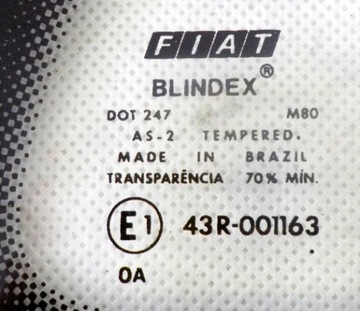 FIAT
BLINDEX®
DOT 247 M80
AS-2 TEMPERED.
MADE IN BRAZIL
TRANSPARÊNCIA 70% MÍN.
E1 43R-001163
0A